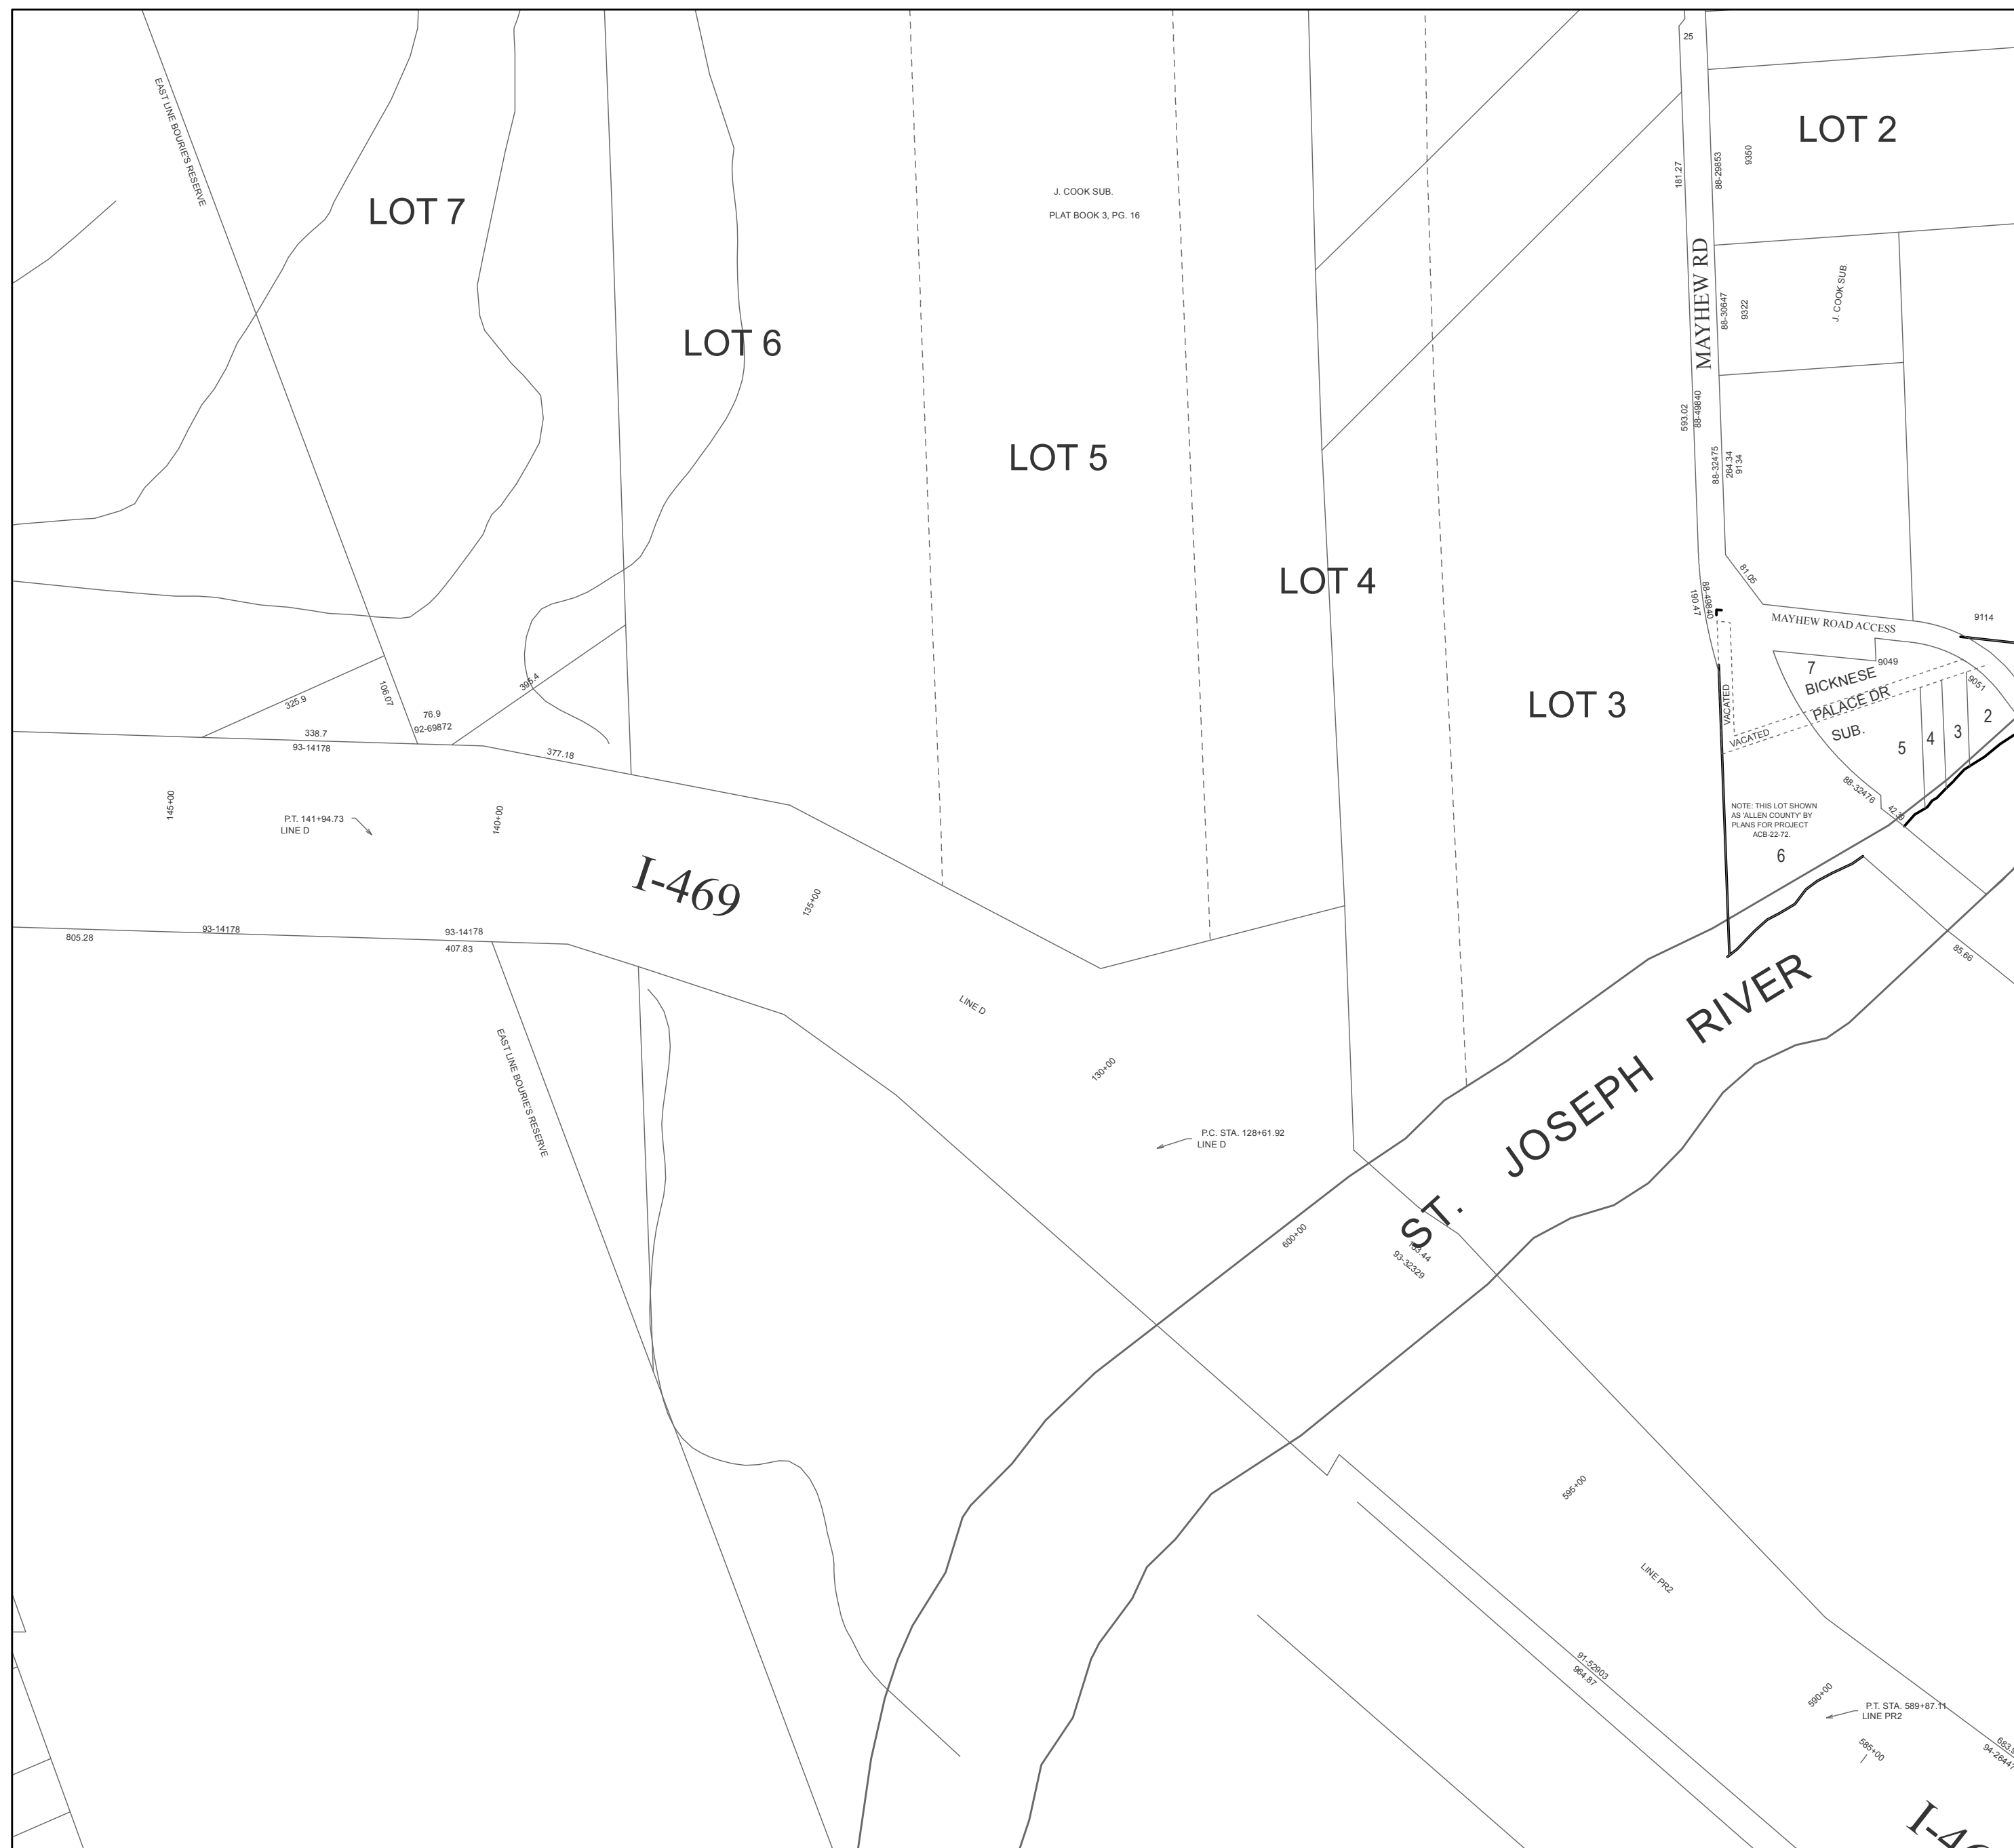 25
EAST LINE BOURIE'S RESERVE
LOT 2
LOT 7
J. COOK SUB.
PLAT BOOK 3, PG. 16
181.27
88-29853
9350
MAYHEW RD
88-30647
9322
J. COOK SUB.
LOT 6
LOT 5
593.02
88-49840
88-32475
264.34
9134
LOT 4
81.05
190.47
88-49840
MAYHEW ROAD ACCESS
9114
9049
9051
7
BICKNESE
PALACE DR
SUB.
VACATED
VACATED
2
3
4
5
LOT 3
325.9
106.07
395.4
76.9
92-69872
338.7
93-14178
377.18
145+00
P.T. 141+94.73
LINE D
140+00
I-469
135+00
88-32476
NOTE: THIS LOT SHOWN
AS 'ALLEN COUNTY' BY
PLANS FOR PROJECT
ACB-22-72.
6
805.28
93-14178
93-14178
407.83
85.66
LINE D
EAST LINE BOURIE'S RESERVE
130+00
P.C. STA. 128+61.92
LINE D
ST. JOSEPH RIVER
600+00
93-32329
595+00
LINE PR2
91-52903
964.87
590+00
P.T. STA. 589+87.11
LINE PR2
585+00